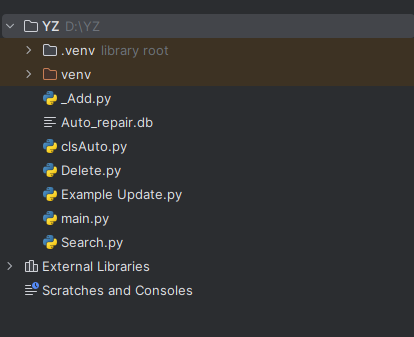 YZ D:\YZ
.venv library root
venv
_Add.py
Auto_repair.db
clsAuto.py
Delete.py
Example Update.py
main.py
Search.py
External Libraries
Scratches and Consoles